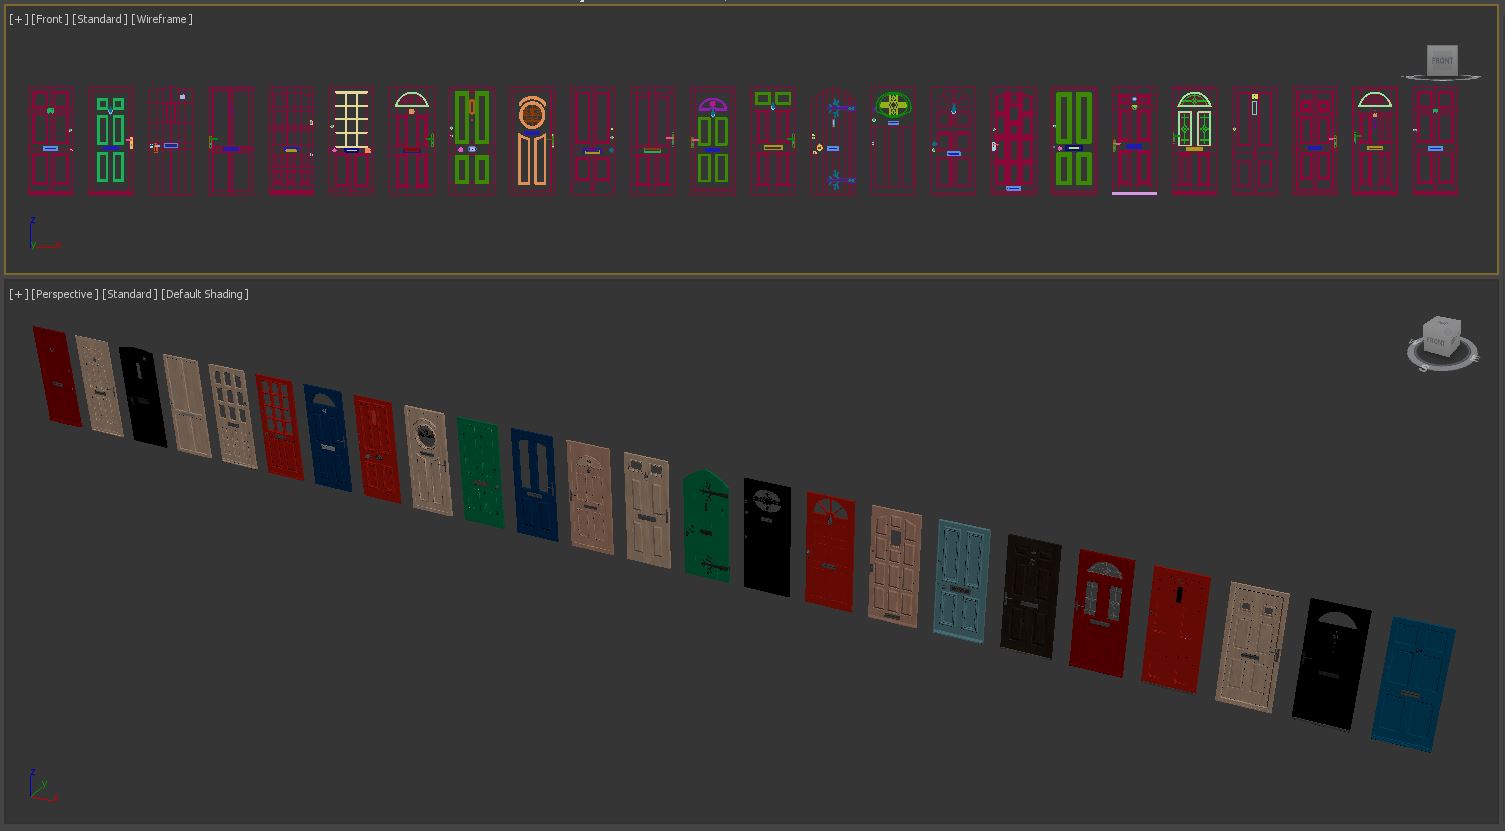 [+] [Front] [Standard] [Wireframe]
FRONT
z
y x
[+] [Perspective] [Standard] [Default Shading]
FRONT
S
E
z
y
x